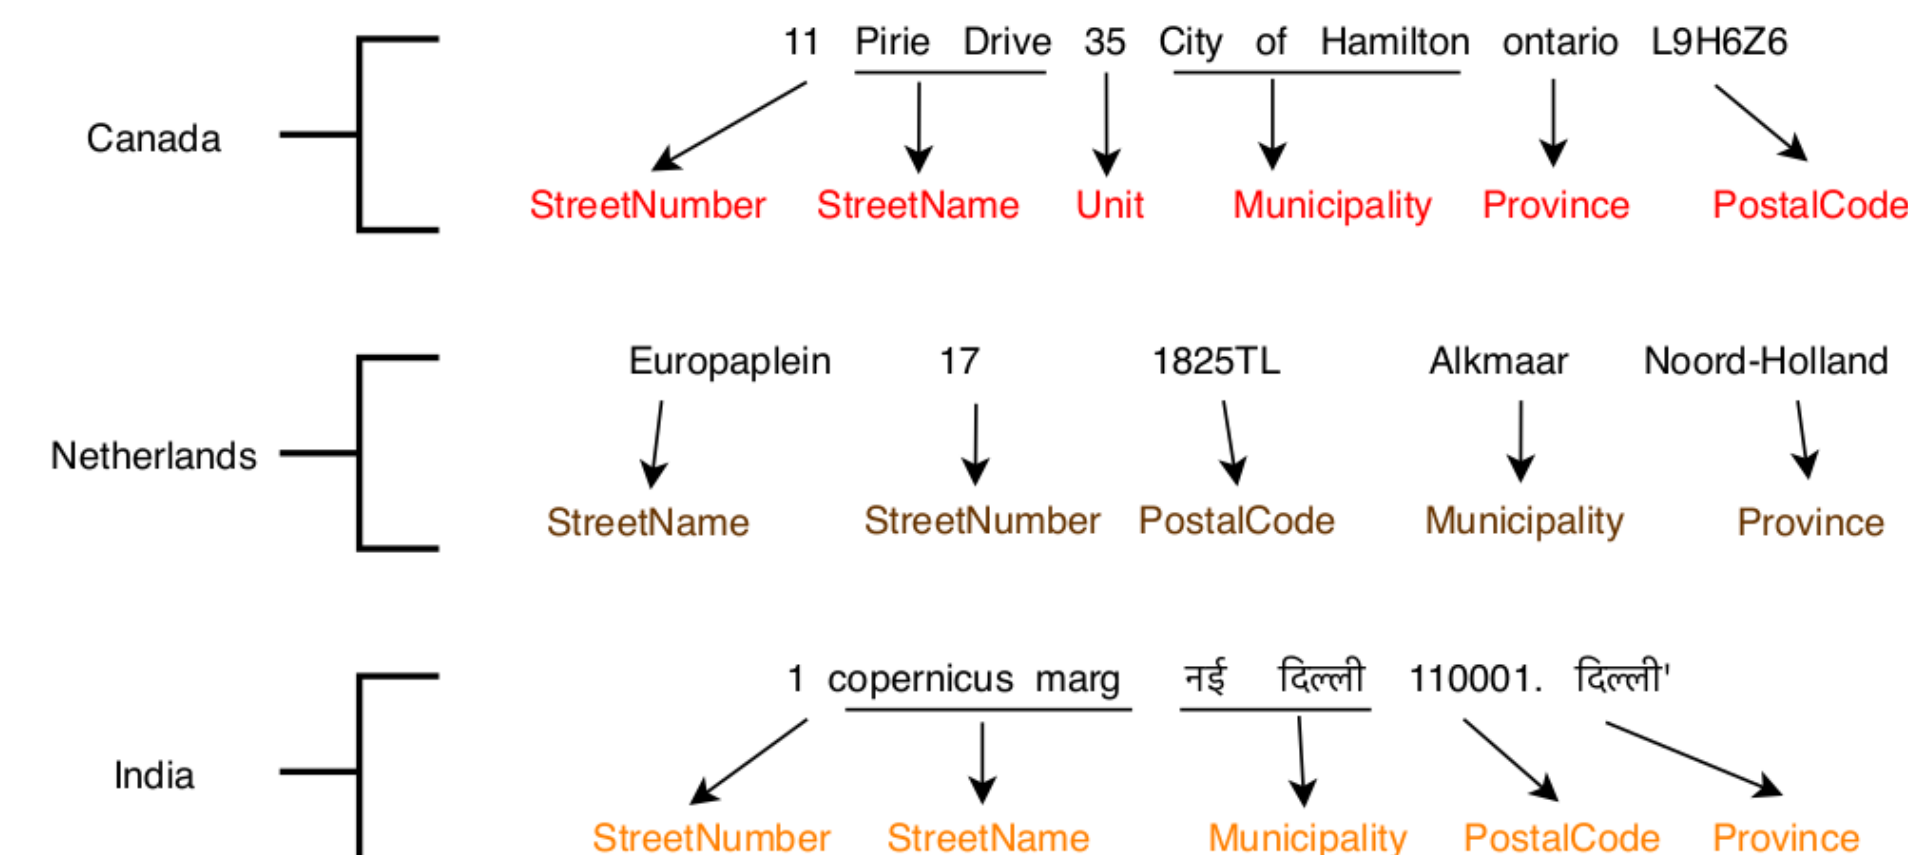 11 Pirie Drive 35 City of Hamilton ontario L9H6Z6
Canada
StreetNumber StreetName Unit Municipality Province PostalCode
Europaplein 17 1825TL Alkmaar Noord-Holland
Netherlands
StreetName StreetNumber PostalCode Municipality Province
1 copernicus marg नई दिल्ली 110001. दिल्ली'
India
StreetNumber StreetName Municipality PostalCode Province